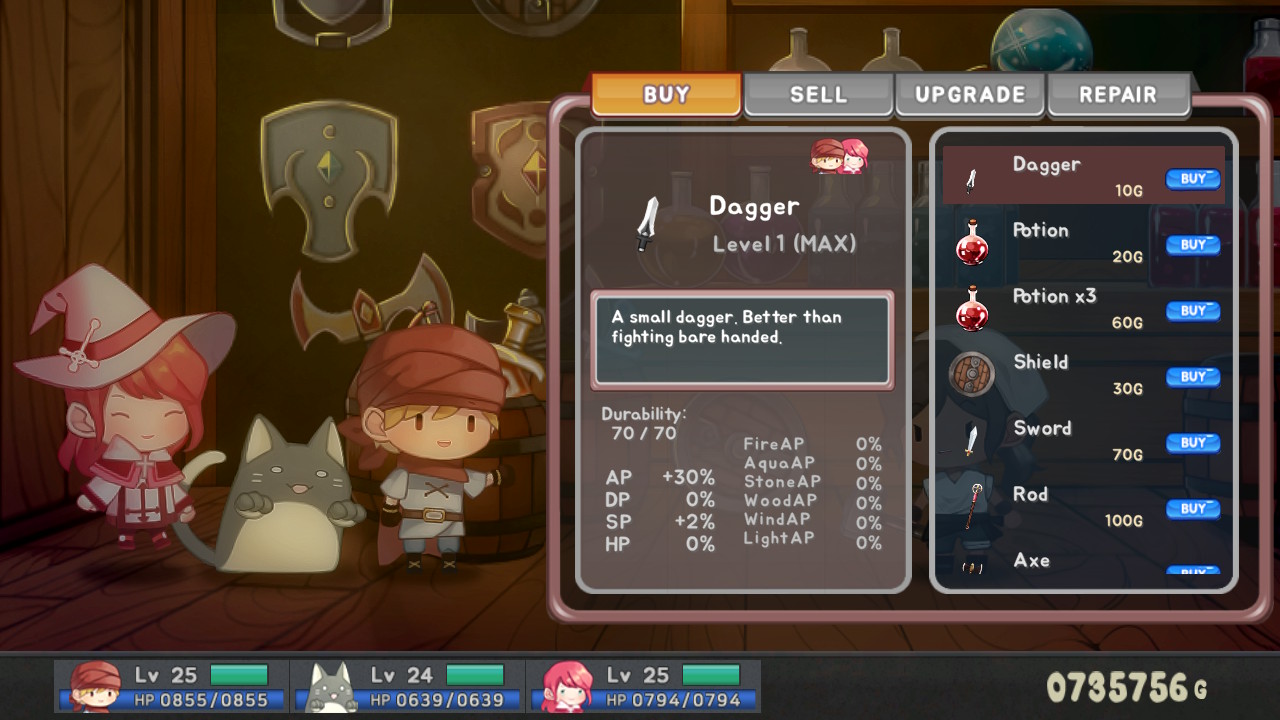 BUY
SELL
UPGRADE
REPAIR
Dagger
Level 1 (MAX)
A small dagger. Better than
fighting bare handed.
Durability:
70 / 70
AP +30%
DP 0%
SP +2%
HP 0%
FireAP 0%
AquaAP 0%
StoneAP 0%
WoodAP 0%
WindAP 0%
LightAP 0%
Dagger
10G BUY
Potion
20G BUY
Potion x3
60G BUY
Shield
30G BUY
Sword
70G BUY
Rod
100G BUY
Axe
BUY
Lv 25
HP 0855/0855
Lv 24
HP 0639/0639
Lv 25
HP 0794/0794
0735756 G